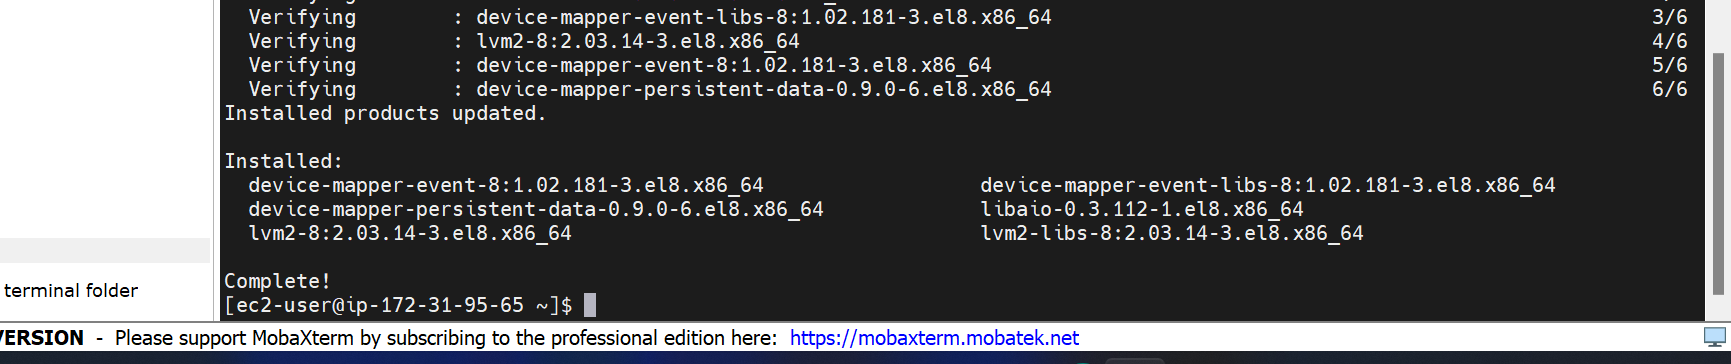 Verifying : device-mapper-event-libs-8:1.02.181-3.el8.x86_64 3/6
Verifying : lvm2-8:2.03.14-3.el8.x86_64 4/6
Verifying : device-mapper-event-8:1.02.181-3.el8.x86_64 5/6
Verifying : device-mapper-persistent-data-0.9.0-6.el8.x86_64 6/6
Installed products updated.
Installed:
device-mapper-event-8:1.02.181-3.el8.x86_64 device-mapper-event-libs-8:1.02.181-3.el8.x86_64
device-mapper-persistent-data-0.9.0-6.el8.x86_64 libaio-0.3.112-1.el8.x86_64
lvm2-8:2.03.14-3.el8.x86_64 lvm2-libs-8:2.03.14-3.el8.x86_64
Complete!
terminal folder
[ec2-user@ip-172-31-95-65 ~]$
VERSION - Please support MobaXterm by subscribing to the professional edition here: https://mobaxterm.mobatek.net